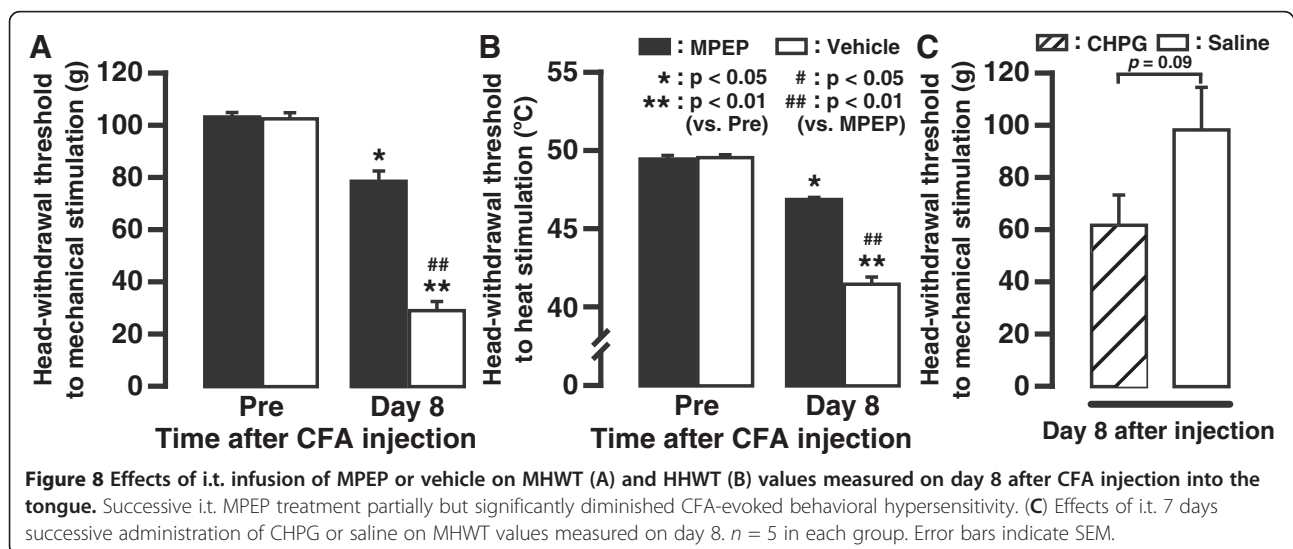 A
Head-withdrawal threshold
to mechanical stimulation (g)
120
100
80
60
40
20
0
*
##
**
Pre
Day 8
Time after CFA injection
B
: MPEP
: Vehicle
* : p < 0.05
# : p < 0.05
** : p < 0.01
## : p < 0.01
(vs. Pre)
(vs. MPEP)
Head-withdrawal threshold
to heat stimulation (°C)
55
50
45
40
0
*
##
**
Pre
Day 8
Time after CFA injection
C
: CHPG
: Saline
p = 0.09
Head-withdrawal threshold
to mechanical stimulation (g)
120
100
80
60
40
20
0
Day 8 after injection
Figure 8 Effects of i.t. infusion of MPEP or vehicle on MHWT (A) and HHWT (B) values measured on day 8 after CFA injection into the
tongue. Successive i.t. MPEP treatment partially but significantly diminished CFA-evoked behavioral hypersensitivity. (C) Effects of i.t. 7 days
successive administration of CHPG or saline on MHWT values measured on day 8. n = 5 in each group. Error bars indicate SEM.